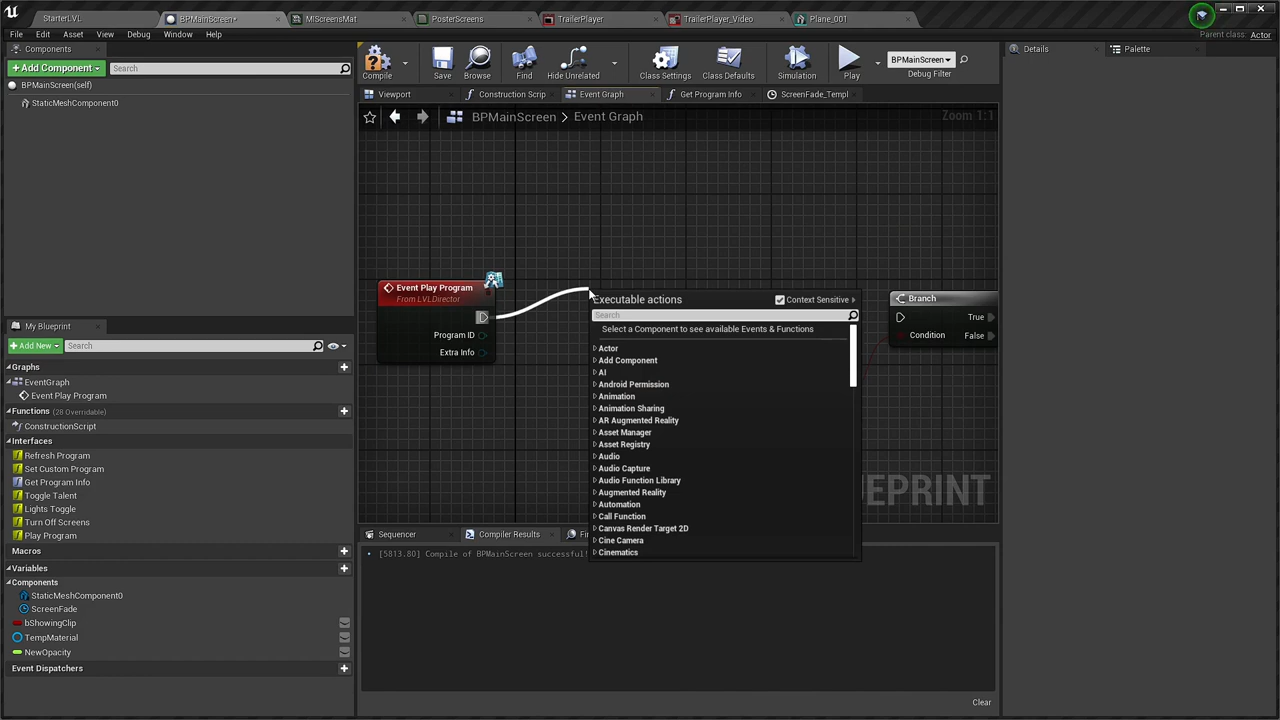 StarterLVL
BPMainScreen*
MIScreensMat
PosterScreens
TrailerPlayer
TrailerPlayer_Video
Plane_001
File Edit Asset View Debug Window Help
Parent class: Actor
Components
+ Add Component
Search
BPMainScreen(self)
StaticMeshComponent0
Compile
Save
Browse
Find
Hide Unrelated
Class Settings
Class Defaults
Simulation
Play
BPMainScreen
Debug Filter
Details
Palette
Viewport
Construction Scrip
Event Graph
Get Program Info
ScreenFade_Templ
BPMainScreen > Event Graph
Zoom 1:1
Event Play Program
From LVLDirector
Program ID
Extra Info
Executable actions
Context Sensitive
Search
Select a Component to see available Events & Functions
Actor
Add Component
AI
Android Permission
Animation
Animation Sharing
AR Augmented Reality
Asset Manager
Asset Registry
Audio
Audio Capture
Audio Function Library
Augmented Reality
Automation
Call Function
Canvas Render Target 2D
Cine Camera
Cinematics
Branch
True
Condition
False
EPRINT
My Blueprint
+ Add New
Search
Graphs
EventGraph
Event Play Program
Functions (28 Overridable)
ConstructionScript
Interfaces
Refresh Program
Set Custom Program
Get Program Info
Toggle Talent
Lights Toggle
Turn Off Screens
Play Program
Macros
Variables
Components
StaticMeshComponent0
ScreenFade
bShowingClip
TempMaterial
NewOpacity
Event Dispatchers
Sequencer
Compiler Results
Fi
[5813.80] Compile of BPMainScreen successful!
Clear